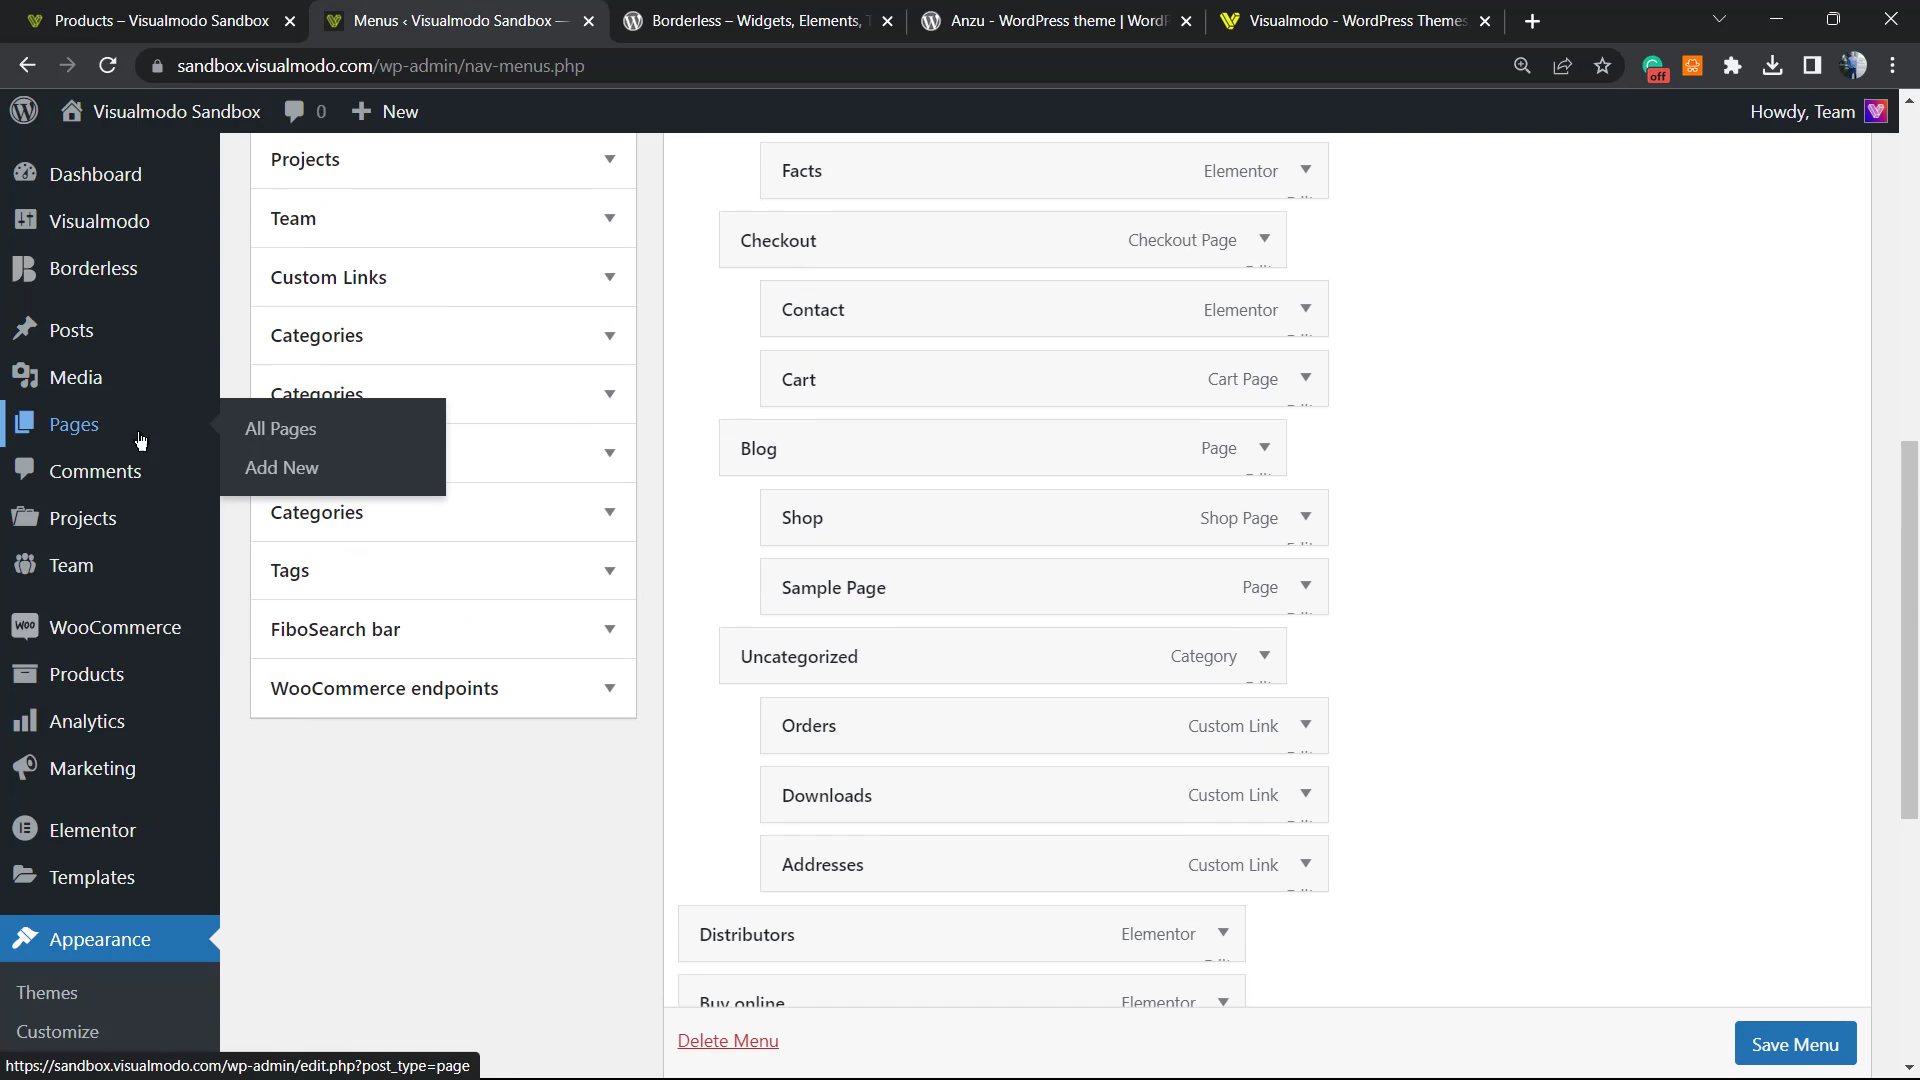 Products – Visualmodo Sandbox
Menus ‹ Visualmodo Sandbox —
Borderless – Widgets, Elements,
Anzu - WordPress theme | Word
Visualmodo - WordPress Themes
sandbox.visualmodo.com/wp-admin/nav-menus.php
off
Visualmodo Sandbox
0
New
Howdy, Team
Dashboard
Visualmodo
Borderless
Posts
Media
Pages
Comments
Projects
Team
WooCommerce
Products
Analytics
Marketing
Elementor
Templates
Appearance
Themes
Customize
All Pages
Add New
Projects
Team
Custom Links
Categories
Categories
Categories
Tags
FiboSearch bar
WooCommerce endpoints
Facts Elementor
Checkout Checkout Page
Contact Elementor
Cart Cart Page
Blog Page
Shop Shop Page
Sample Page Page
Uncategorized Category
Orders Custom Link
Downloads Custom Link
Addresses Custom Link
Distributors Elementor
Buy online Elementor
Delete Menu
Save Menu
https://sandbox.visualmodo.com/wp-admin/edit.php?post_type=page